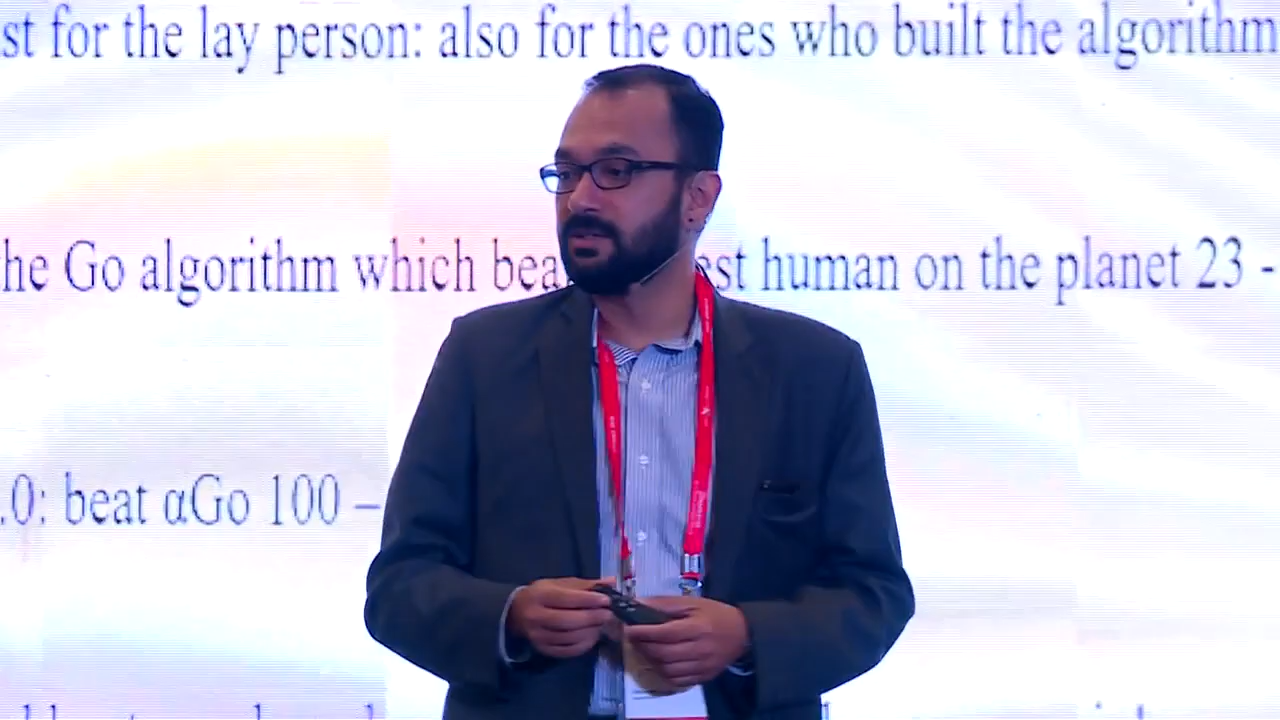 st for the lay person: also for the ones who built the algorithm
he Go algorithm which bea est human on the planet 23 -
.0: beat αGo 100 –